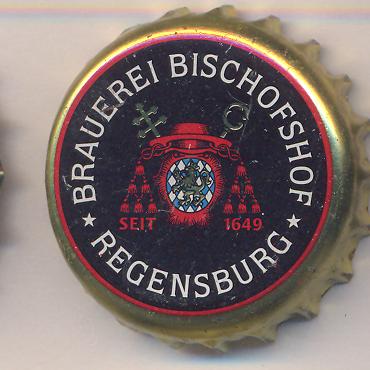 BRAUEREI BISCHOFSHOF
SEIT 1649
REGENSBURG